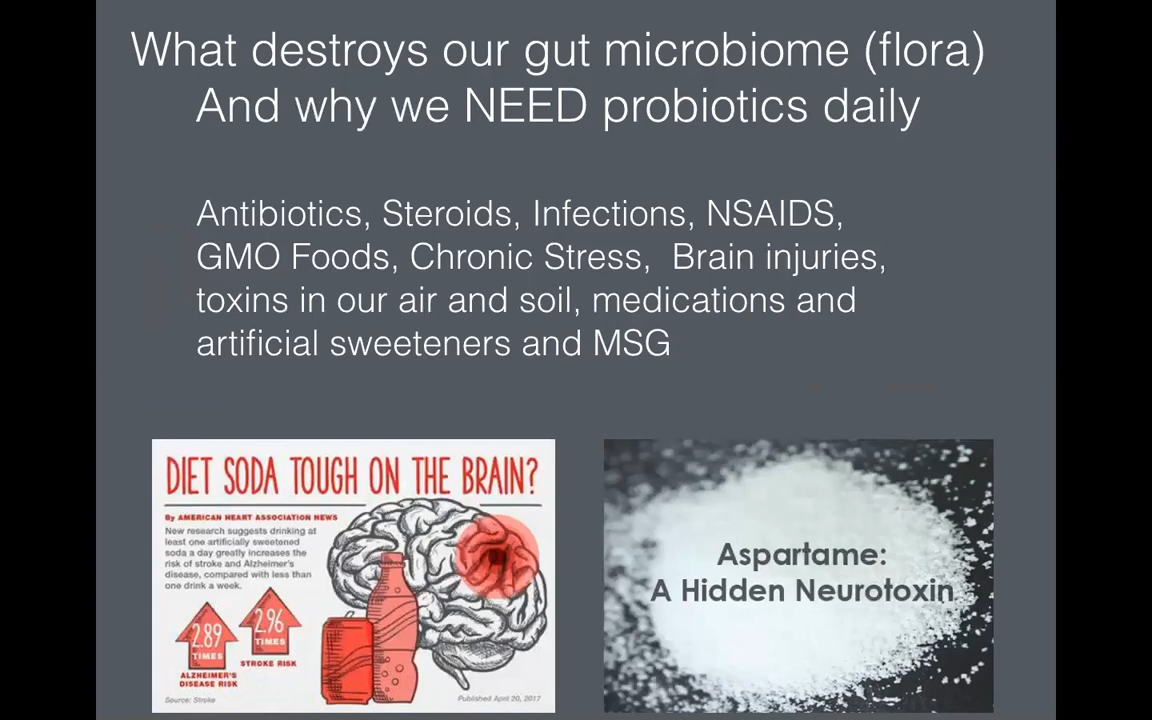 What destroys our gut microbiome (flora)
And why we NEED probiotics daily
Antibiotics, Steroids, Infections, NSAIDS,
GMO Foods, Chronic Stress, Brain injuries,
toxins in our air and soil, medications and
artificial sweeteners and MSG
DIET SODA TOUGH ON THE BRAIN?
By AMERICAN HEART ASSOCIATION NEWS
New research suggests drinking at
least one artificially sweetened
soda a day greatly increases the
risk of stroke and Alzheimer's
disease, compared with less than
one drink a week.
2.89
TIMES
ALZHEIMER'S
DISEASE RISK
2.96
TIMES
STROKE RISK
Source: Stroke
Published April 20, 2017
Aspartame:
A Hidden Neurotoxin